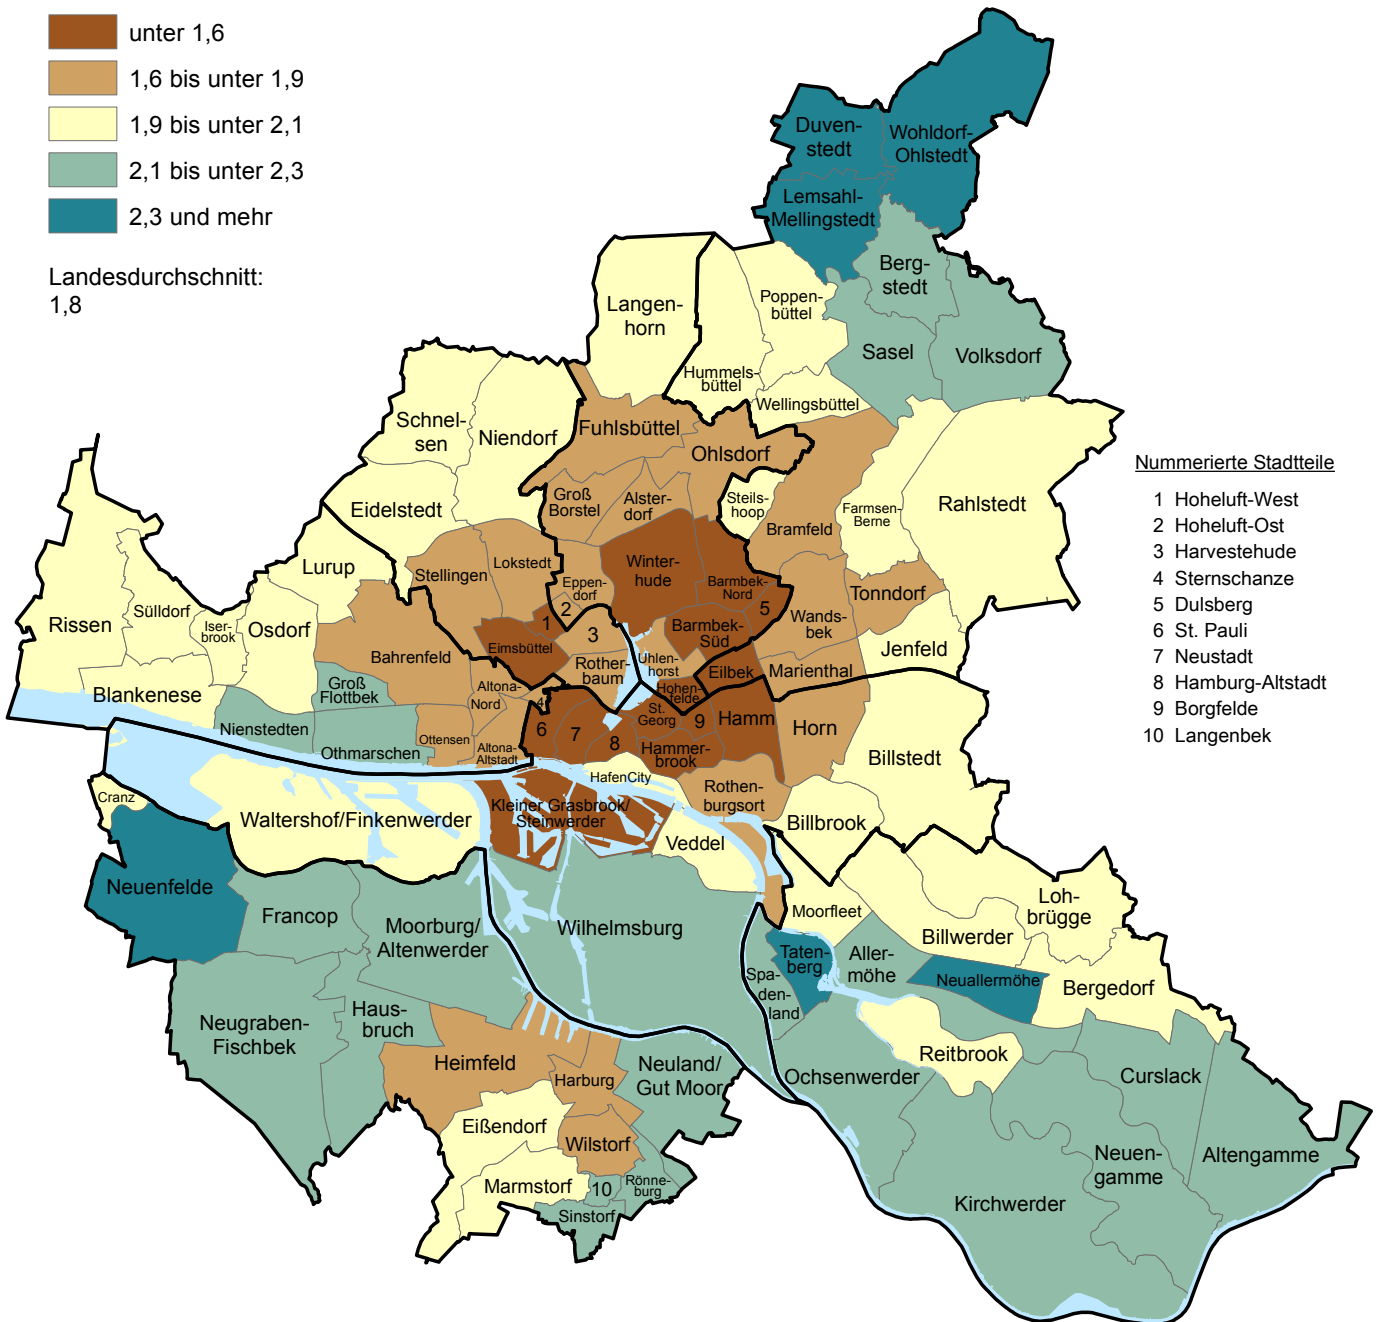 unter 1,6
1,6 bis unter 1,9
1,9 bis unter 2,1
2,1 bis unter 2,3
2,3 und mehr
Landesdurchschnitt:
1,8
Duven-
stedt
Wohldorf-
Ohlstedt
Lemsahl-
Mellingstedt
Berg-
stedt
Poppen-
büttel
Langen-
horn
Sasel
Volksdorf
Hummels-
büttel
Wellingsbüttel
Schnel-
sen
Niendorf
Fuhlsbüttel
Ohlsdorf
Eidelstedt
Groß
Borstel
Alster-
dorf
Steils-
hoop
Bramfeld
Farmsen-
Berne
Rahlstedt
Lurup
Stellingen
Lokstedt
Eppen-
dorf
Winter-
hude
Barmbek-
Nord
5
Tonndorf
Rissen
Sülldorf
Iser-
brook
Osdorf
Bahrenfeld
Eimsbüttel
1
2
3
Barmbek-
Süd
Wands-
bek
Jenfeld
Blankenese
Groß
Flottbek
Rother-
baum
Uhlen-
horst
Eilbek
Marienthal
Nienstedten
Othmarschen
Ottensen
Altona-
Nord
Altona-
Altstadt
4
6
7
8
St.
Georg
Hohen-
felde
9
Hamm
Horn
Billstedt
Hammer-
brook
HafenCity
Rothen-
burgsort
Billbrook
Cranz
Waltershof/Finkenwerder
Kleiner Grasbrook/
Steinwerder
Veddel
Neuenfelde
Francop
Moorburg/
Altenwerder
Wilhelmsburg
Moorfleet
Billwerder
Loh-
brügge
Taten-
berg
Aller-
möhe
Neuallermöhe
Bergedorf
Spa-
den-
land
Neugraben-
Fischbek
Haus-
bruch
Heimfeld
Harburg
Neuland/
Gut Moor
Ochsenwerder
Reitbrook
Curslack
Eißendorf
Wilstorf
Marmstorf
10
Rönne-
burg
Sinstorf
Kirchwerder
Neuen-
gamme
Altengamme
Nummerierte Stadtteile
1 Hoheluft-West
2 Hoheluft-Ost
3 Harvestehude
4 Sternschanze
5 Dulsberg
6 St. Pauli
7 Neustadt
8 Hamburg-Altstadt
9 Borgfelde
10 Langenbek